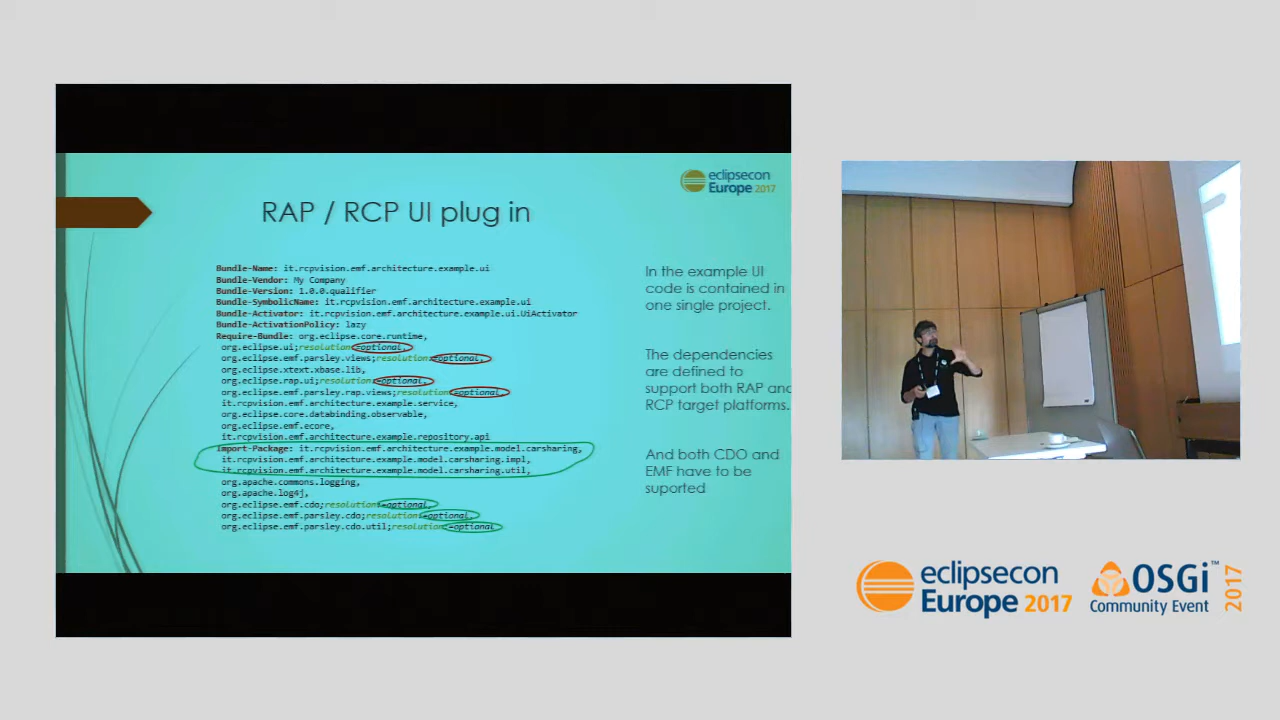 eclipsecon
Europe 2017
RAP / RCP UI plug in
Bundle-Name: it.rcpvision.emf.architecture.example.ui
Bundle-Vendor: My Company
Bundle-Version: 1.0.0.qualifier
Bundle-SymbolicName: it.rcpvision.emf.architecture.example.ui
Bundle-Activator: it.rcpvision.emf.architecture.example.ui.UiActivator
Bundle-ActivationPolicy: lazy
Require-Bundle: org.eclipse.core.runtime,
org.eclipse.ui;resolution:=optional,
org.eclipse.emf.parsley.views;resolution:=optional,
org.eclipse.xtext.xbase.lib,
org.eclipse.rap.ui;resolution:=optional,
org.eclipse.emf.parsley.rap.views;resolution:=optional,
it.rcpvision.emf.architecture.example.service,
org.eclipse.core.databinding.observable,
org.eclipse.emf.ecore,
it.rcpvision.emf.architecture.example.repository.api
Import-Package: it.rcpvision.emf.architecture.example.model.carsharing,
it.rcpvision.emf.architecture.example.model.carsharing.impl,
it.rcpvision.emf.architecture.example.model.carsharing.util,
org.apache.commons.logging,
org.apache.log4j,
org.eclipse.emf.cdo;resolution:=optional,
org.eclipse.emf.parsley.cdo;resolution:=optional,
org.eclipse.emf.parsley.cdo.util;resolution:=optional
In the example UI
code is contained in
one single project.
The dependencies
are defined to
support both RAP and
RCP target platforms.
And both CDO and
EMF have to be
suported
eclipsecon
Europe 2017
OSGi™
Community Event
2017